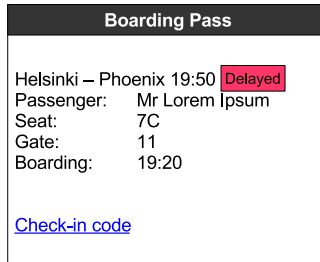 Boarding Pass
Helsinki – Phoenix 19:50 Delayed
Passenger: Mr Lorem Ipsum
Seat: 7C
Gate: 11
Boarding: 19:20
Check-in code